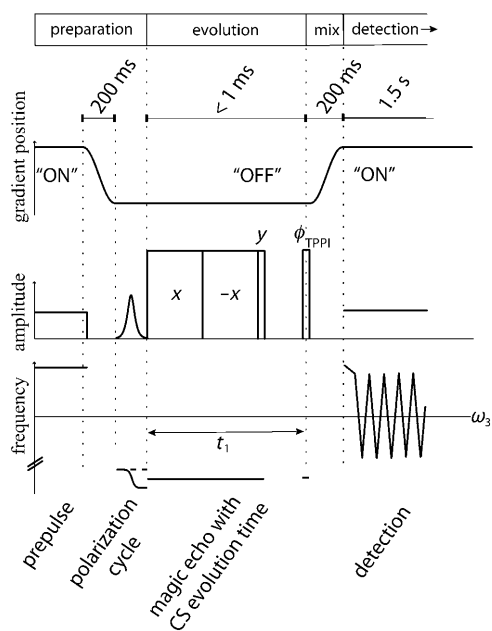 preparation evolution mix detection
200 ms < 1 ms 200 ms 1.5 s
gradient position
"ON" "OFF" "ON"
amplitude
x -x y ϕTPPI
frequency
ω3
t1
prepulse
polarization
cycle
magic echo with
CS evolution time
detection